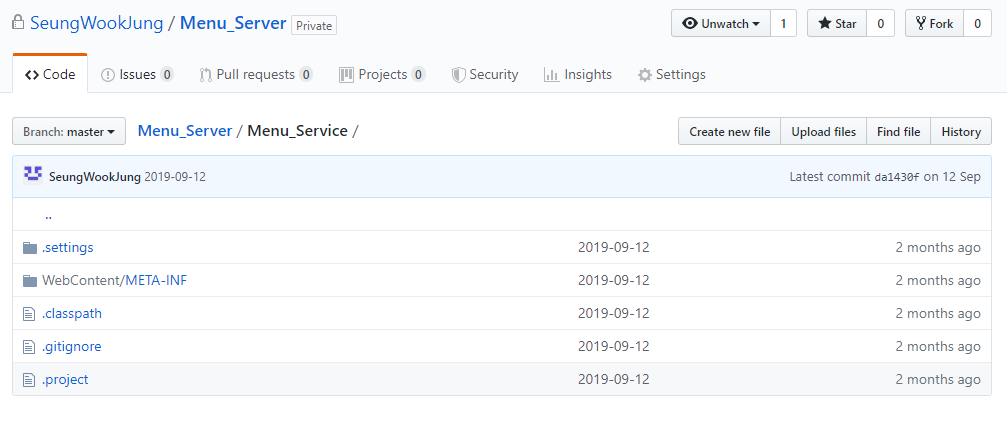 SeungWookJung / Menu_Server Private
Unwatch 1 Star 0 Fork 0
Code Issues 0 Pull requests 0 Projects 0 Security Insights Settings
Branch: master Menu_Server / Menu_Service / Create new file Upload files Find file History
SeungWookJung 2019-09-12 Latest commit da1430f on 12 Sep
..
.settings 2019-09-12 2 months ago
WebContent/META-INF 2019-09-12 2 months ago
.classpath 2019-09-12 2 months ago
.gitignore 2019-09-12 2 months ago
.project 2019-09-12 2 months ago